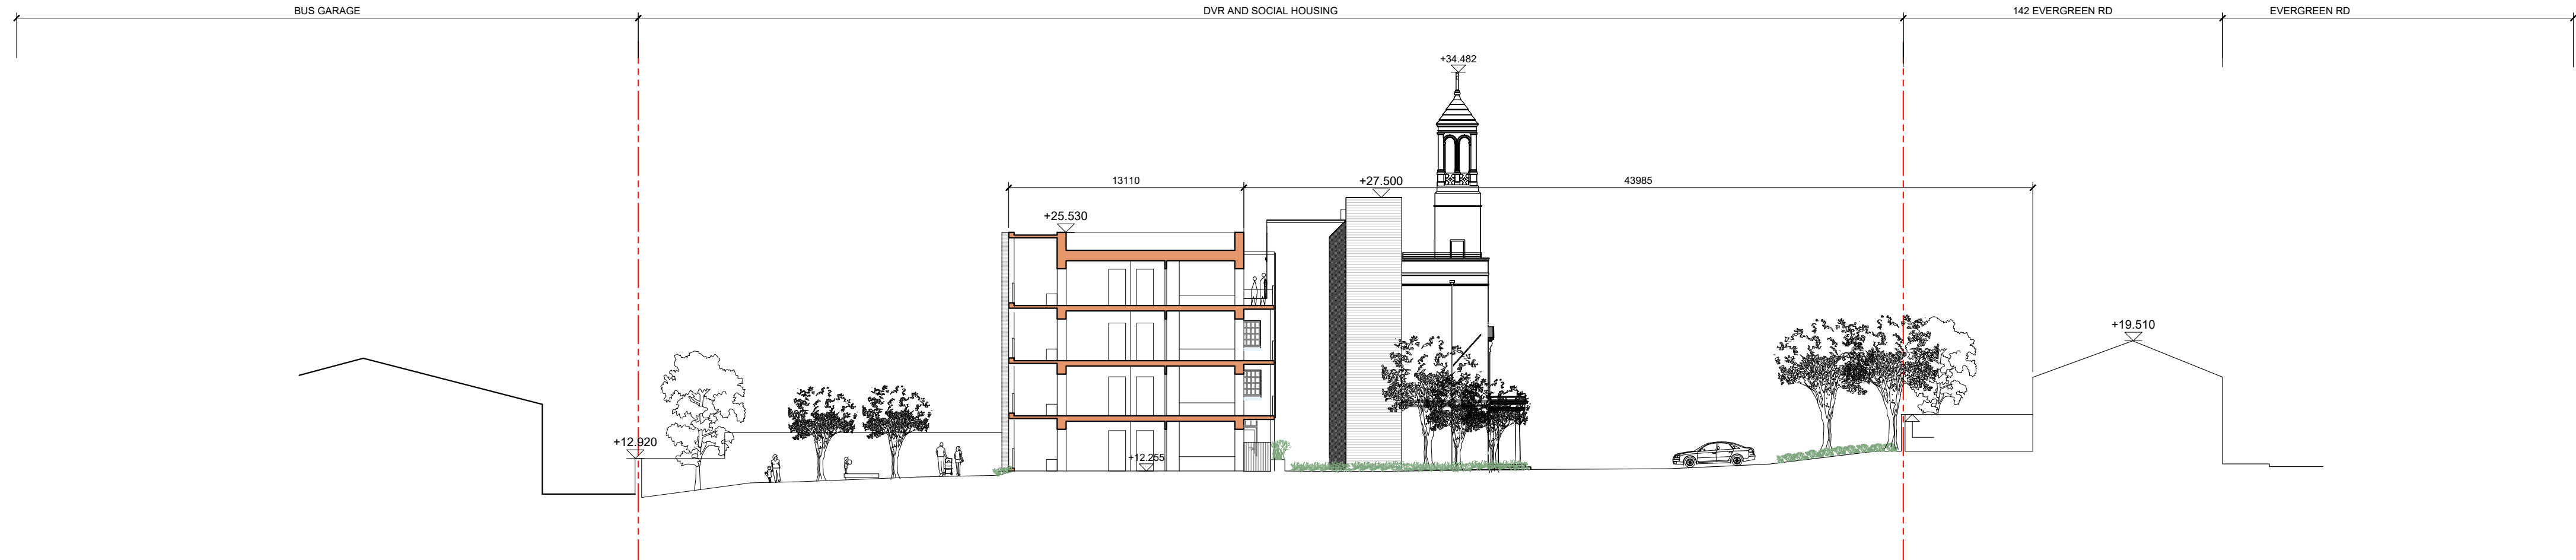 BUS GARAGE
DVR AND SOCIAL HOUSING
142 EVERGREEN RD
EVERGREEN RD
+34.482
13110
+27.500
43985
+25.530
+19.510
+12.920
+12.255